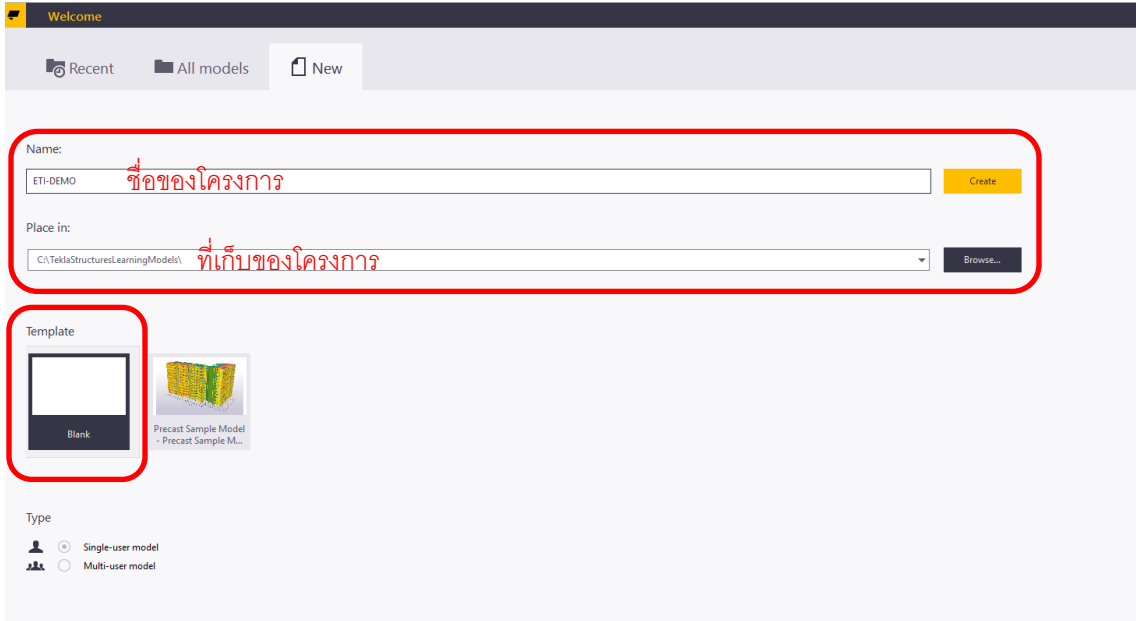 Welcome
Recent
All models
New
Name:
ETI-DEMO
ชื่อของโครงการ
Create
Place in:
C:\TeklaStructuresLearningModels\
ที่เก็บของโครงการ
Browse...
Template
Blank
Precast Sample Model
- Precast Sample M...
Type
Single-user model
Multi-user model